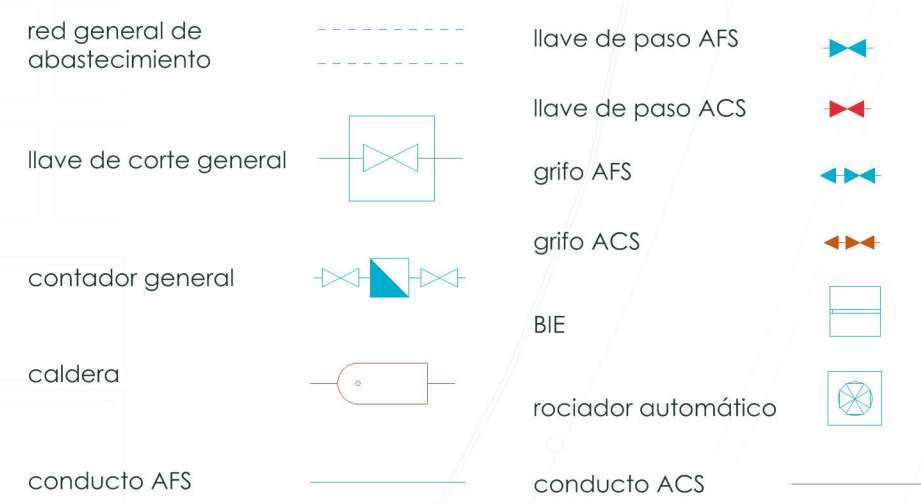 red general de
abastecimiento
llave de corte general
contador general
caldera
conducto AFS
llave de paso AFS
llave de paso ACS
grifo AFS
grifo ACS
BIE
rociador automático
conducto ACS